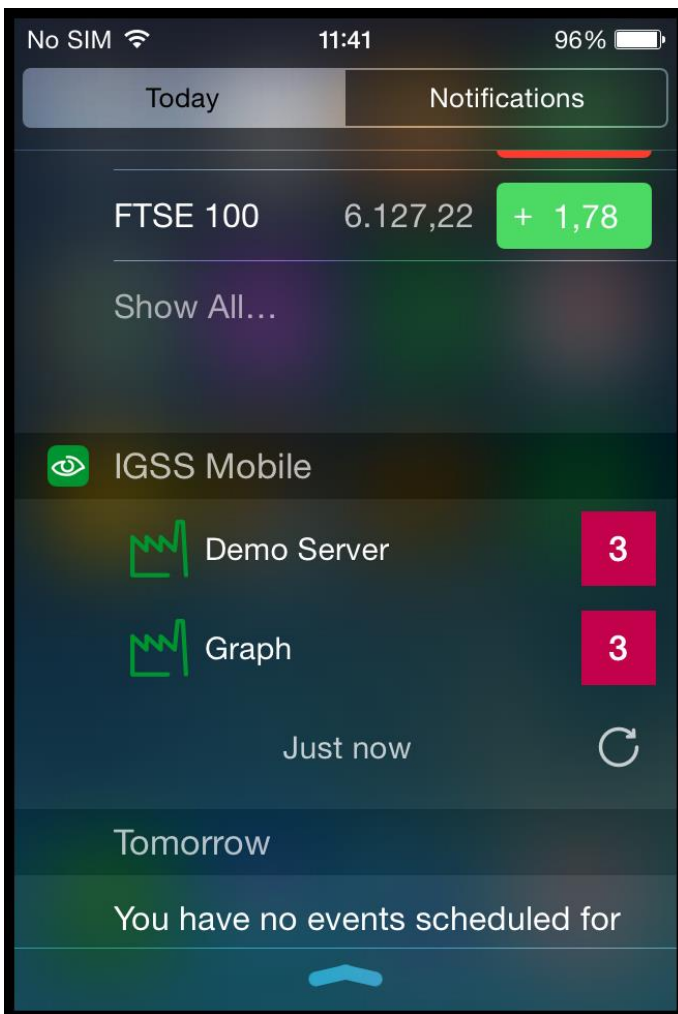 No SIM 11:41 96%
Today Notifications
FTSE 100 6.127,22 + 1,78
Show All...
IGSS Mobile
Demo Server 3
Graph 3
Just now
Tomorrow
You have no events scheduled for